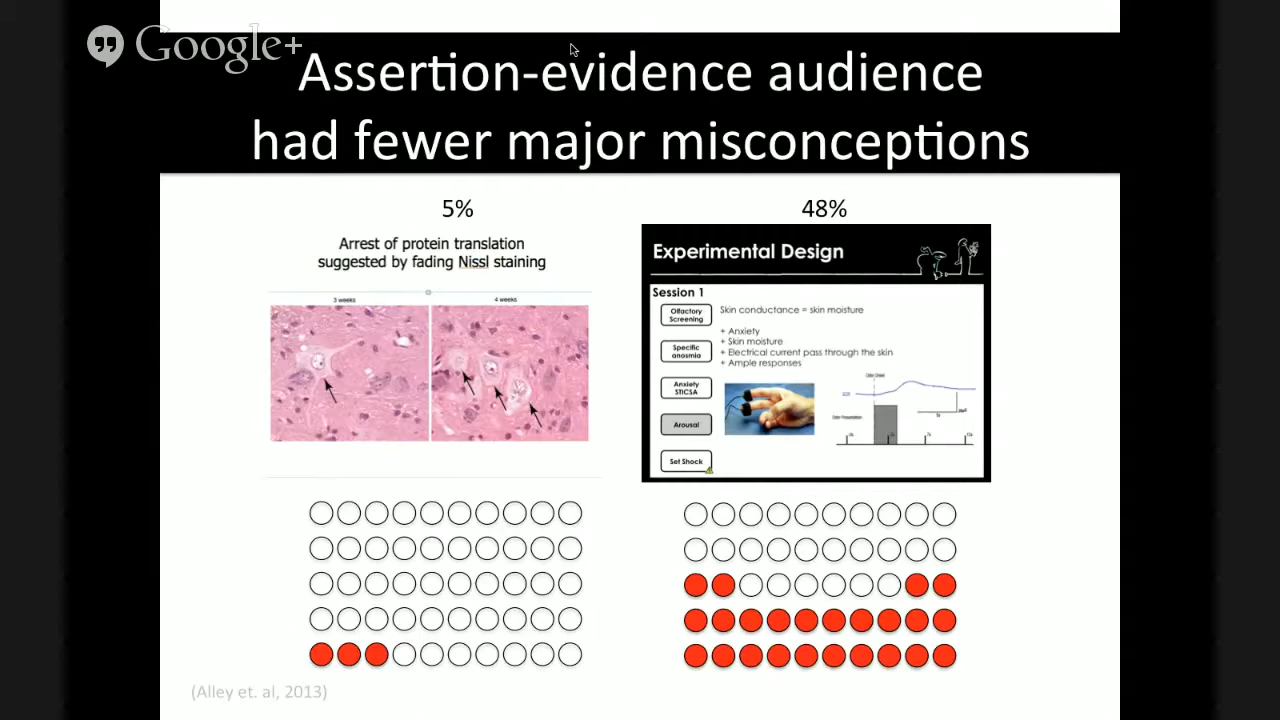 Google+
Assertion-evidence audience
had fewer major misconceptions
5%
Arrest of protein translation
suggested by fading Nissl staining
3 weeks
4 weeks
48%
Experimental Design
Session 1
Olfactory
Screening
Specific
anosmia
Anxiety
STICSA
Arousal
Set Shock
Skin conductance = skin moisture
+ Anxiety
+ Skin moisture
+ Electrical current pass through the skin
+ Ample responses
(Alley et. al, 2013)